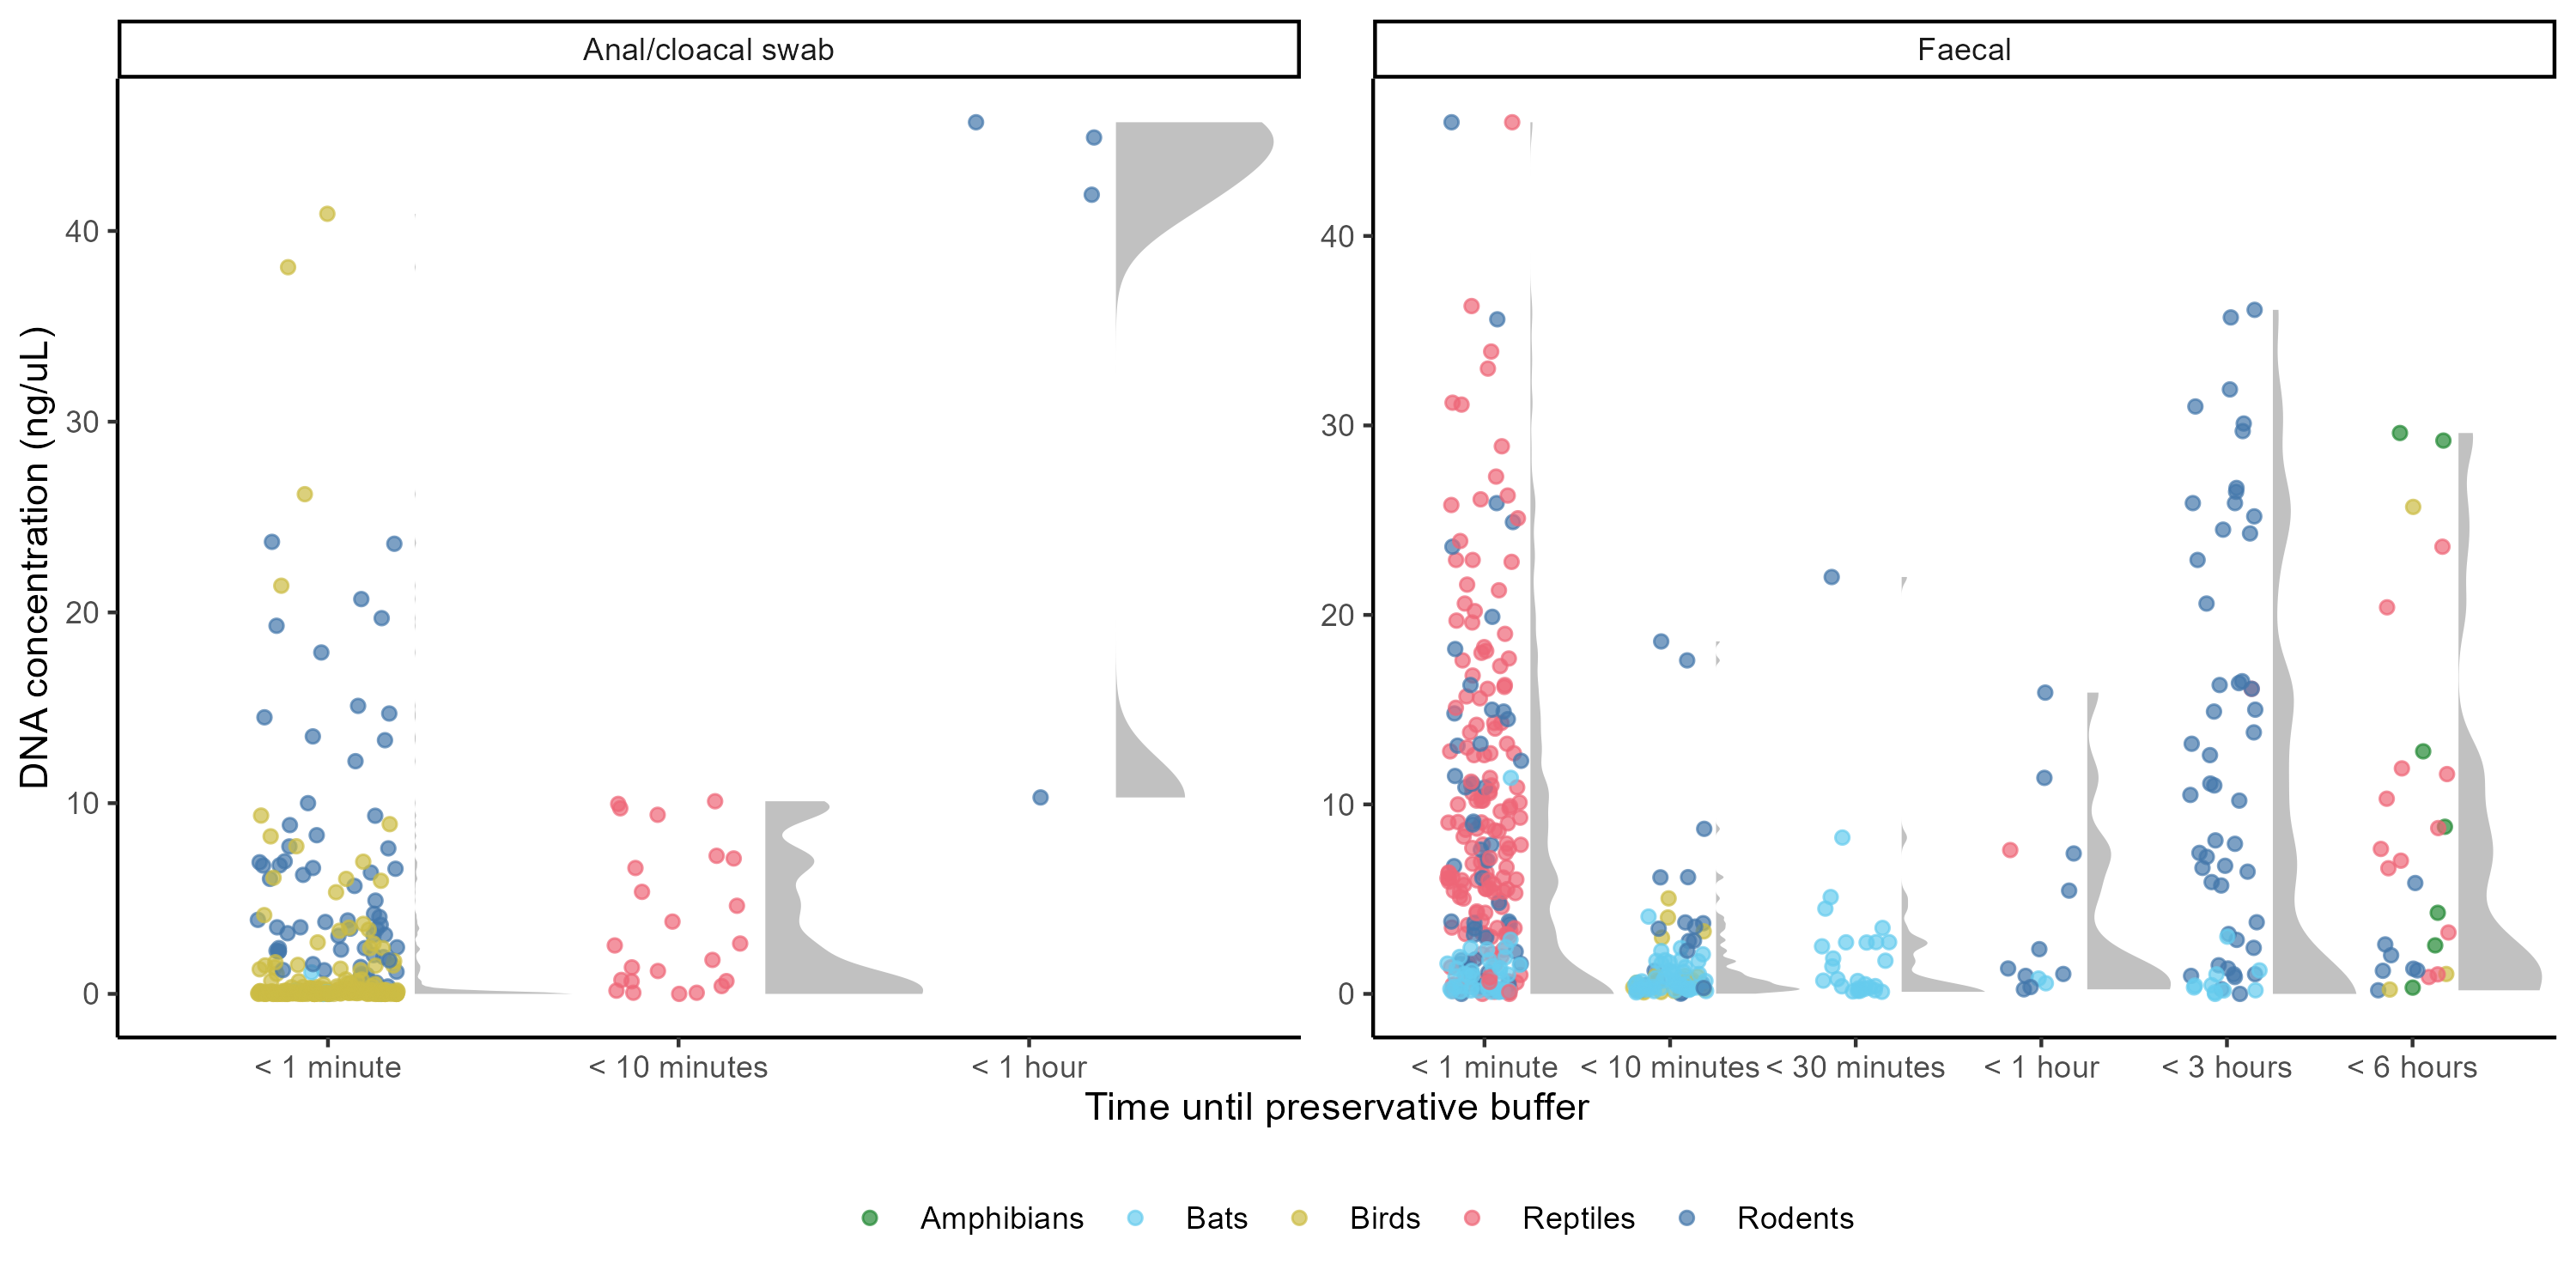 Anal/cloacal swab
Faecal
DNA concentration (ng/uL)
40
30
20
10
0
40
30
20
10
0
< 1 minute
< 10 minutes
< 1 hour
< 1 minute
< 10 minutes
< 30 minutes
< 1 hour
< 3 hours
< 6 hours
Time until preservative buffer
Amphibians
Bats
Birds
Reptiles
Rodents